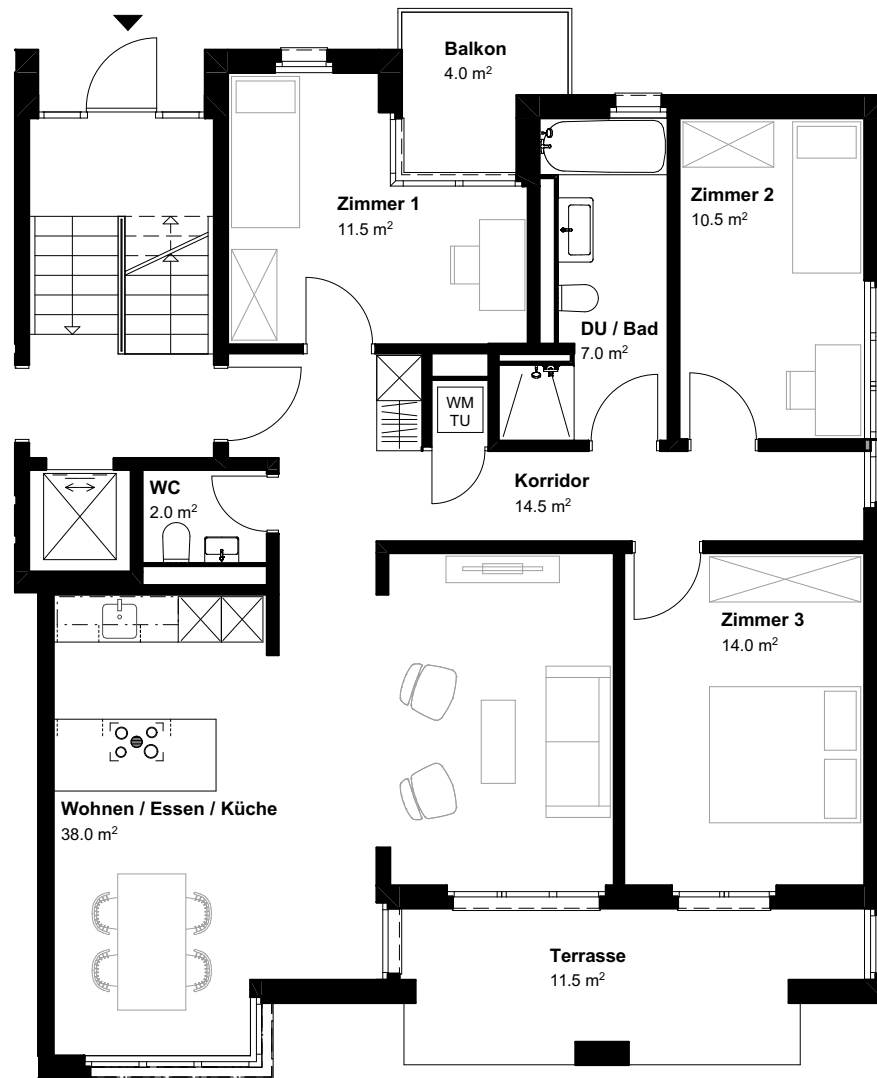 Balkon
4.0 m²
Zimmer 1
11.5 m²
Zimmer 2
10.5 m²
DU / Bad
7.0 m²
WM
TU
WC
2.0 m²
Korridor
14.5 m²
Zimmer 3
14.0 m²
Wohnen / Essen / Küche
38.0 m²
Terrasse
11.5 m²